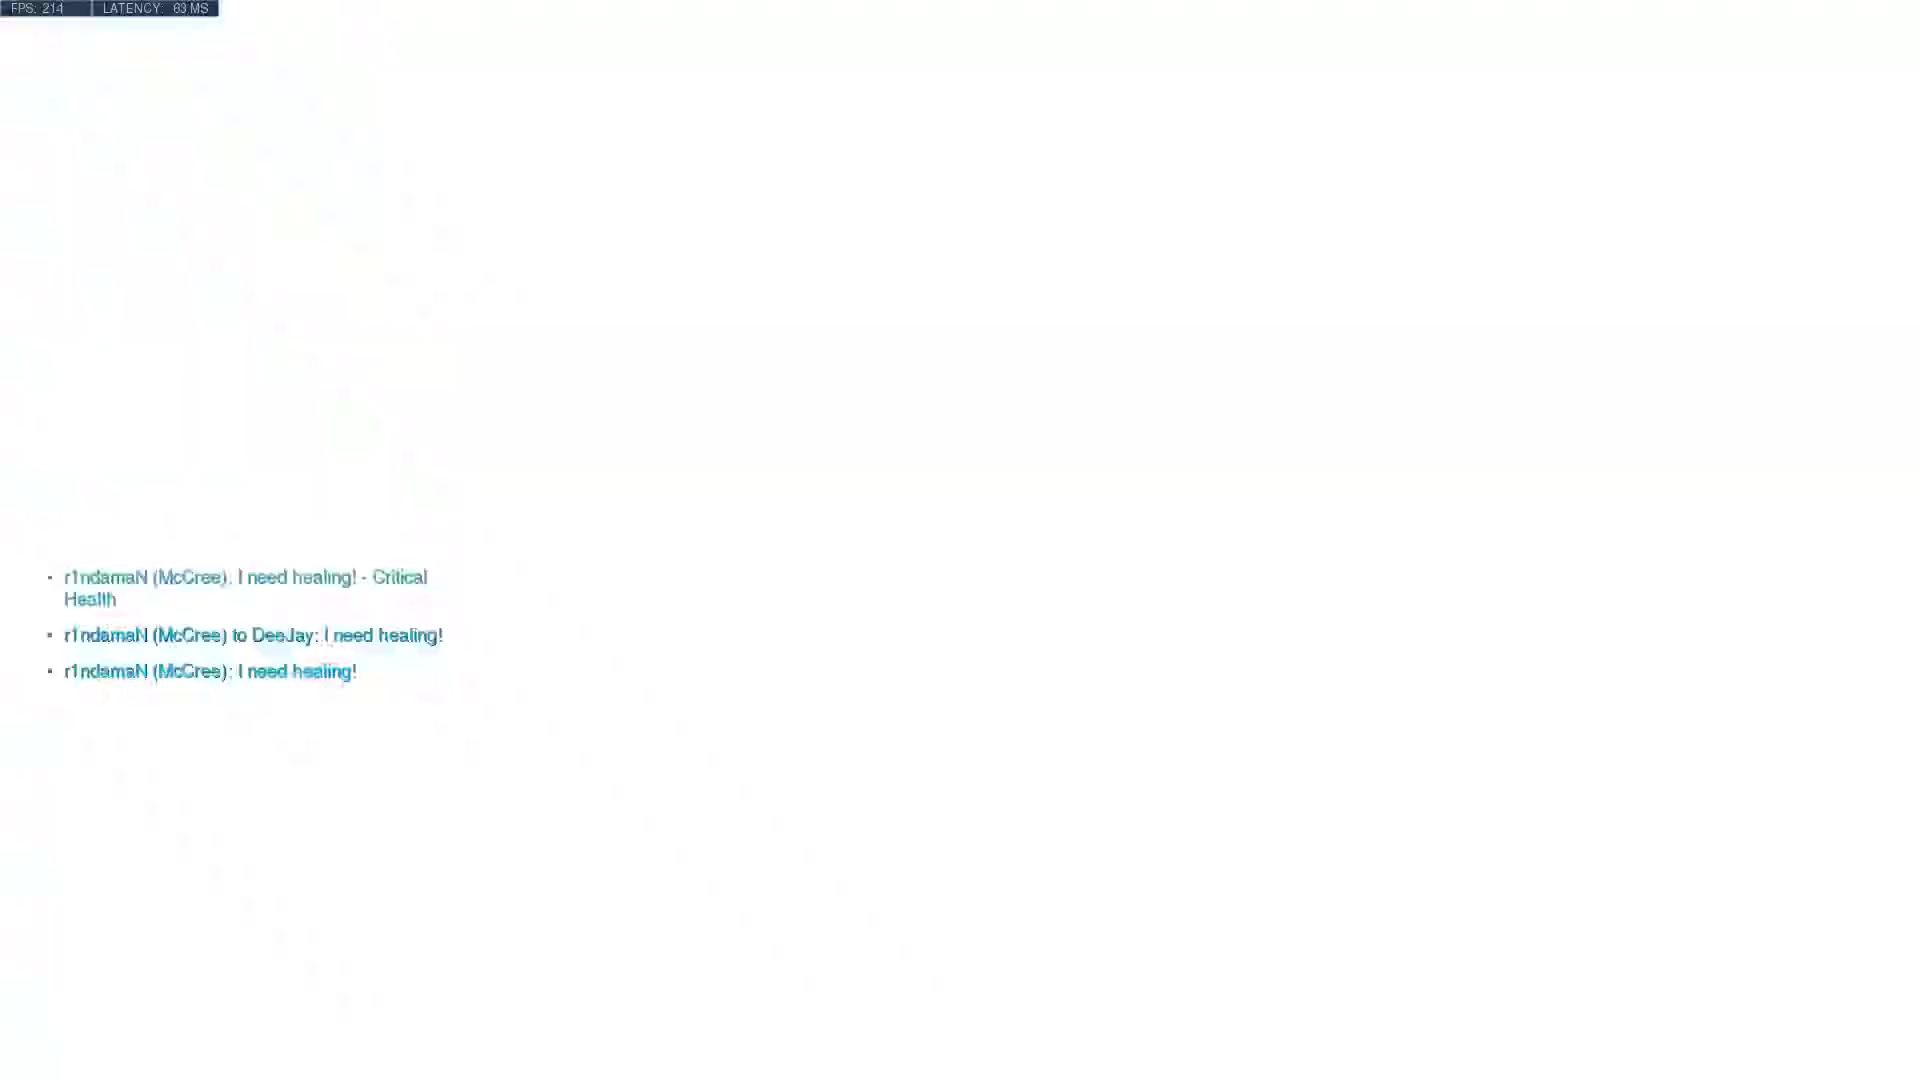 FPS: 214 LATENCY: 63 MS
r1ndamaN (McCree): I need healing! - Critical
Health
r1ndamaN (McCree) to DeeJay: I need healing!
r1ndamaN (McCree): I need healing!